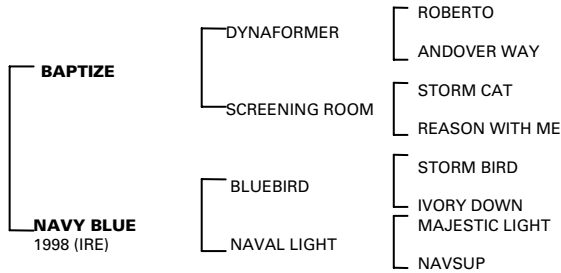 ROBERTO
DYNAFORMER
ANDOVER WAY
BAPTIZE
STORM CAT
SCREENING ROOM
REASON WITH ME
STORM BIRD
BLUEBIRD
IVORY DOWN
NAVY BLUE
1998 (IRE)
MAJESTIC LIGHT
NAVAL LIGHT
NAVSUP